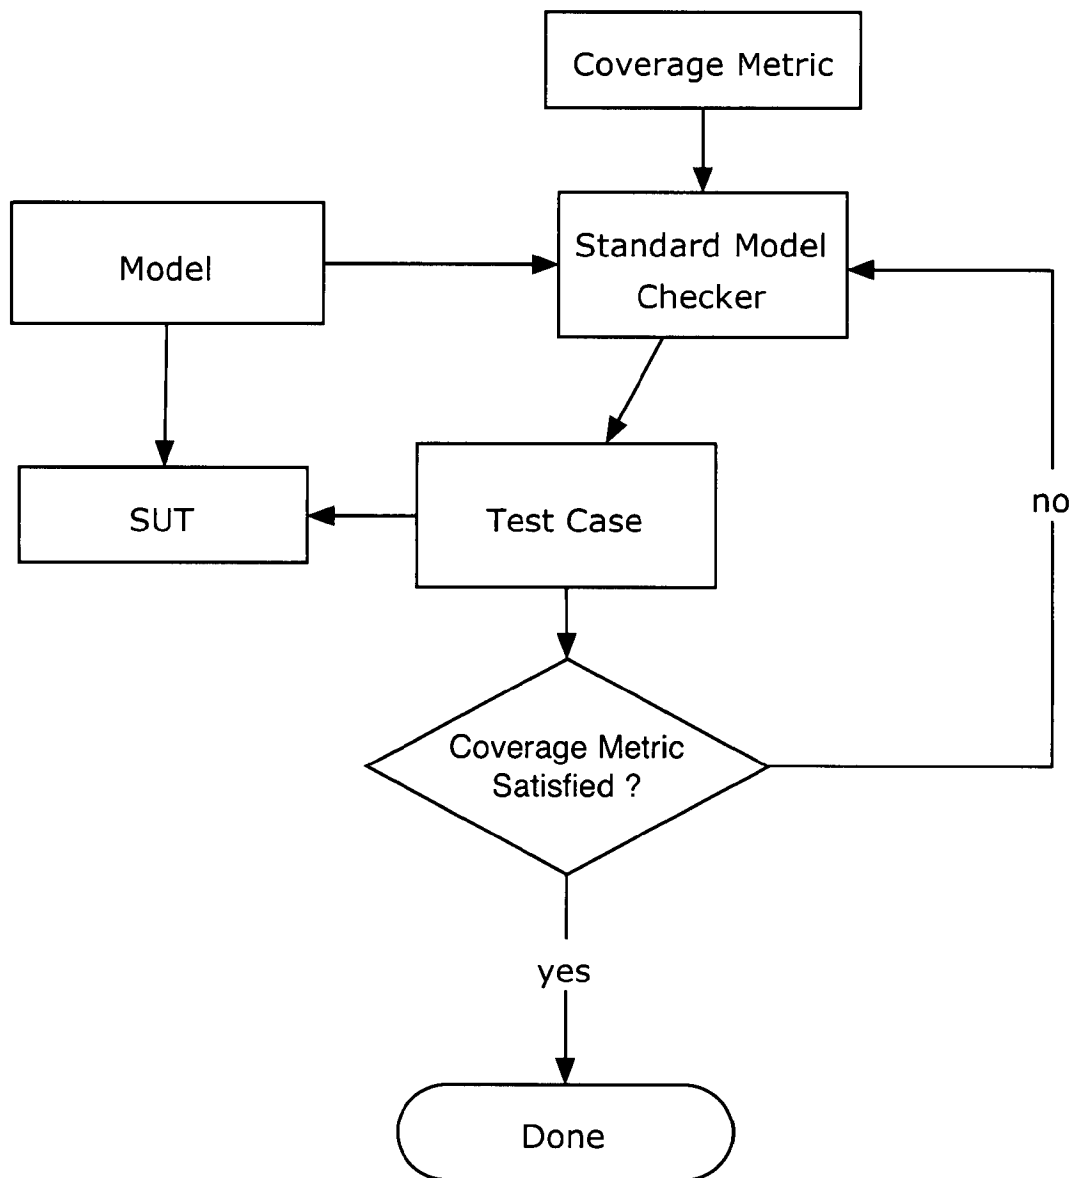 Coverage Metric
Standard Model
Checker
Model
SUT
Test Case
no
Coverage Metric
Satisfied ?
yes
Done